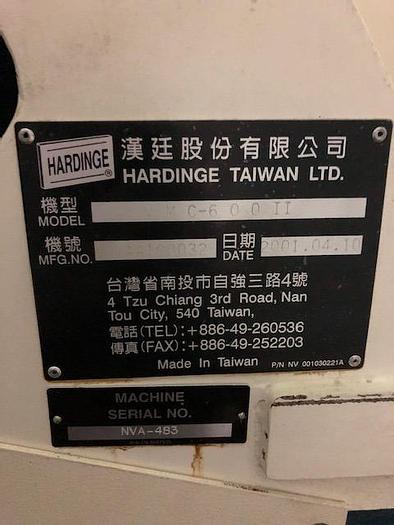 HARDINGE ®
漢廷股份有限公司
HARDINGE TAIWAN LTD.
機型
MODEL C-600II
機號 日期
MFG.NO. DATE 2001.04.10
台灣省南投市自強三路4號
4 Tzu Chiang 3rd Road, Nan
Tou City, 540 Taiwan,
電話(TEL):+886-49-260536
傳真(FAX):+886-49-252203
Made In Taiwan P/N NV 001030221A
MACHINE
SERIAL NO.
NVA-483